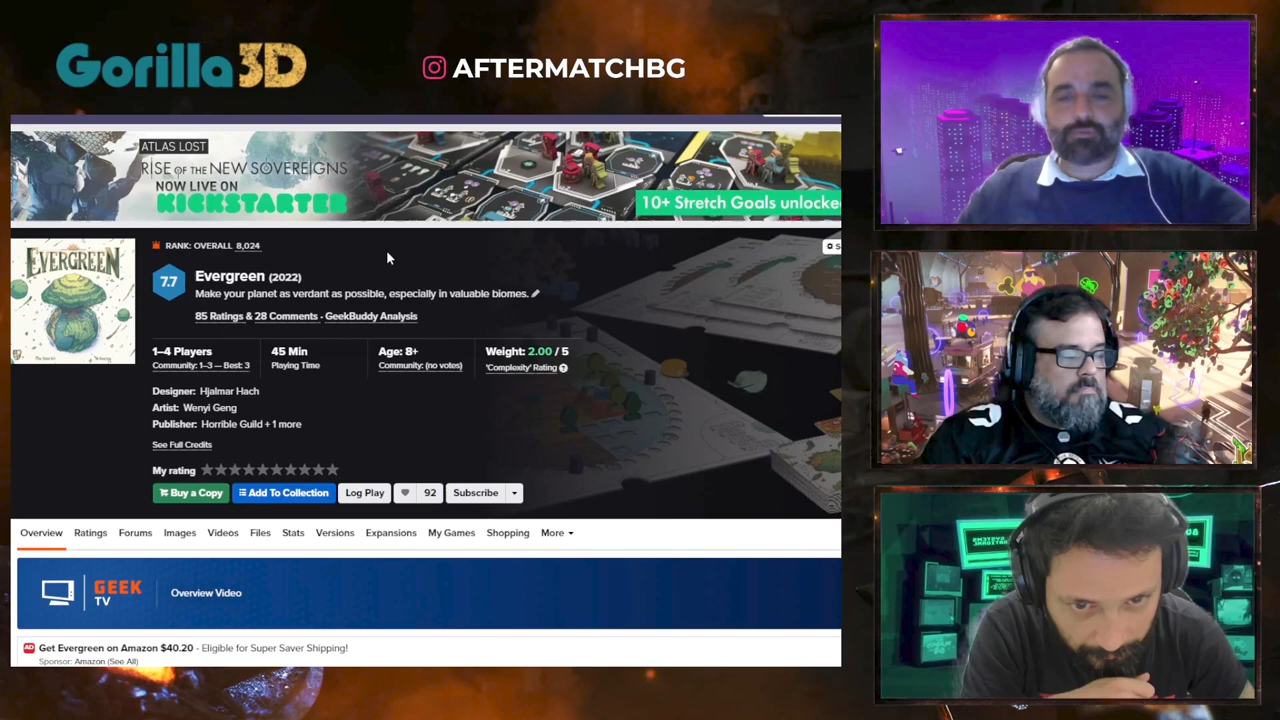 Gorilla3D
AFTERMATCHBG
ATLAS LOST
RISE OF THE NEW SOVEREIGNS
NOW LIVE ON
KICKSTARTER
10+ Stretch Goals unlocke
EVERGREEN
RANK: OVERALL 8,024
7.7
Evergreen (2022)
Make your planet as verdant as possible, especially in valuable biomes.
85 Ratings & 28 Comments · GeekBuddy Analysis
1–4 Players
Community: 1–3 — Best: 3
45 Min
Playing Time
Age: 8+
Community: (no votes)
Weight: 2.00 / 5
'Complexity' Rating
Designer: Hjalmar Hach
Artist: Wenyi Geng
Publisher: Horrible Guild + 1 more
See Full Credits
My rating
Buy a Copy
Add To Collection
Log Play
92
Subscribe
Overview Ratings Forums Images Videos Files Stats Versions Expansions My Games Shopping More
GEEK
TV
Overview Video
AD Get Evergreen on Amazon $40.20 - Eligible for Super Saver Shipping!
Sponsor: Amazon (See All)